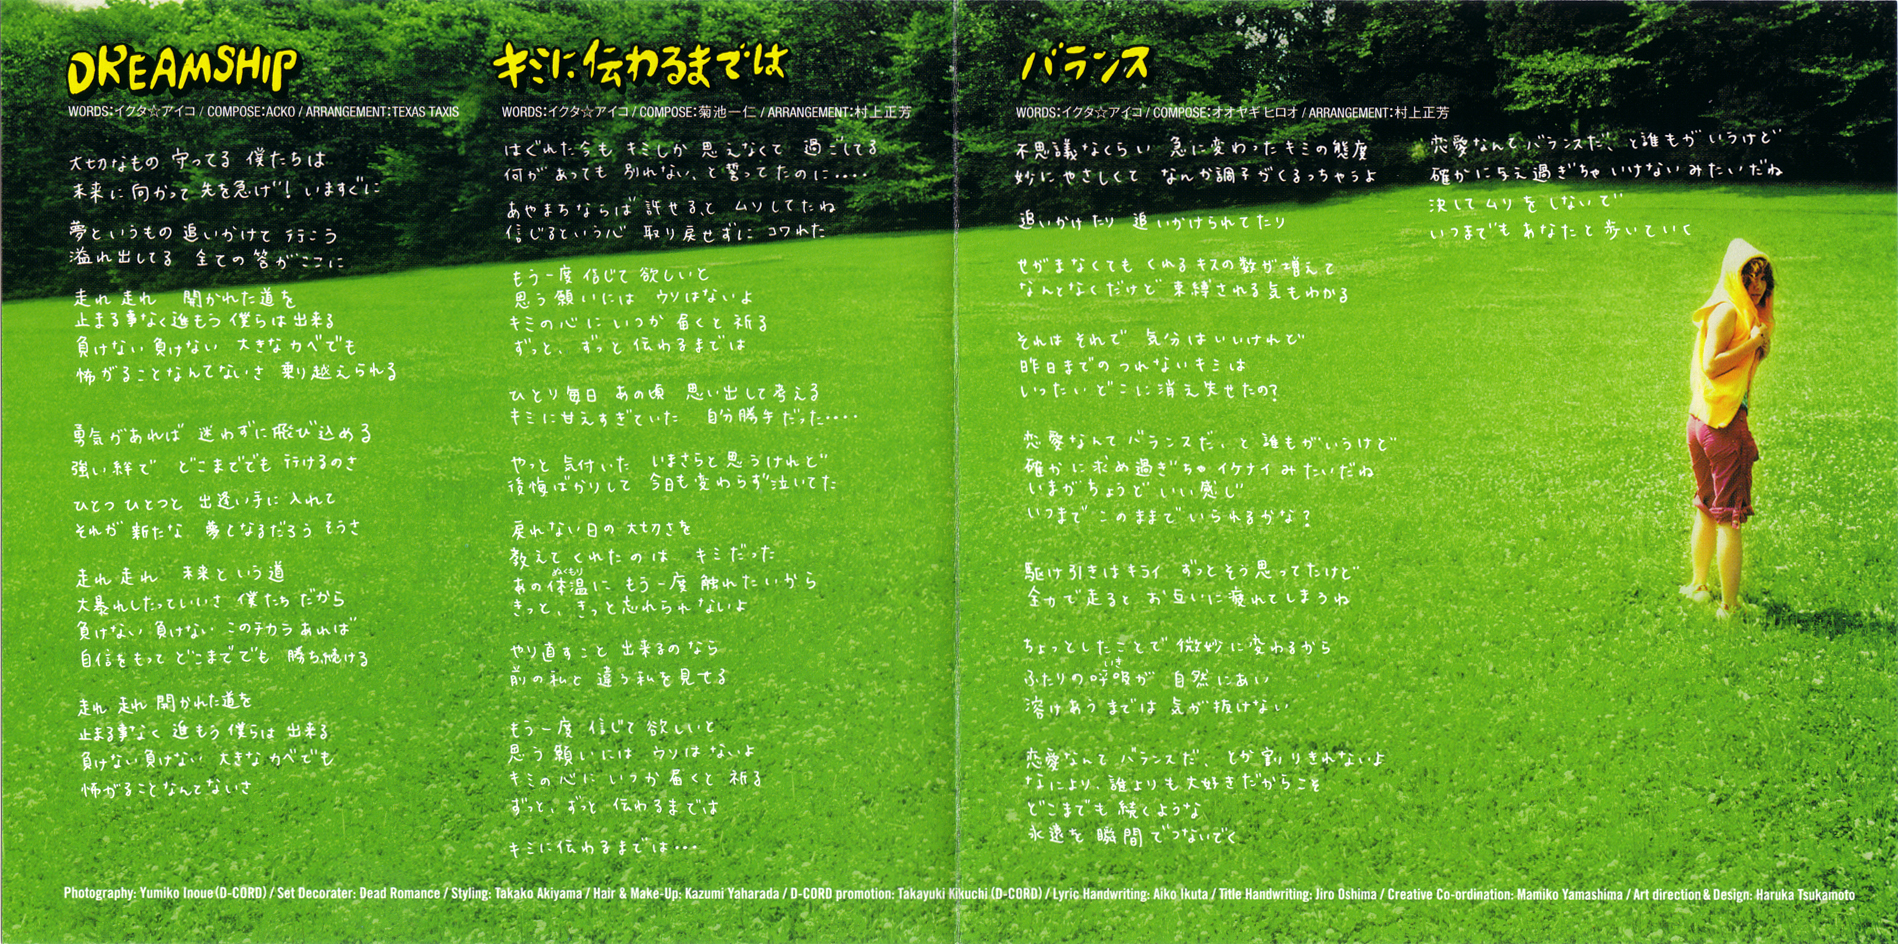 DREAMSHIP
WORDS:イクタ☆アイコ / COMPOSE:ACKO / ARRANGEMENT:TEXAS TAXIS
大切なもの 守ってる 僕たちは
未来に向かって 先を急げ! いますぐに
夢というもの 追いかけて 行こう
溢れ出してる 全ての答がここに
走れ 走れ 開かれた道を
止まる事なく進もう 僕らは出来る
負けない 負けない 大きなカベでも
怖がることなんてないさ 乗り越えられる
勇気があれば 迷わずに飛び込める
強い絆で どこまででも 行けるのさ
ひとつ ひとつと 出逢い手に入れて
それが 新たな 夢となるだろう そうさ
走れ 走れ 未来という道
大暴れしたっていいさ 僕たちだから
負けない 負けない このチカラあれば
自信をもって どこまででも 勝ち続ける
走れ 走れ 開かれた道を
止まる事なく 進もう 僕らは 出来る
負けない 負けない 大きなカベでも
怖がることなんてないさ
キミに伝わるまでは
WORDS:イクタ☆アイコ / COMPOSE:菊池一仁 / ARRANGEMENT:村上正芳
はぐれた今も キミしか 思えなくて 過ごしてる
何があっても 別れない、と誓ってたのに・・・・
あやまちならば 許せる、と ムリしてたね
信じるという心 取り戻せずに コワれた
もう一度 信じて 欲しいと
思う 願いには ウソはないよ
キミの心に いつか 届くと 祈る
ずっと、ずっと 伝わるまでは
ひとり毎日 あの頃 思い出して考える
キミに甘えすぎていた 自分勝手だった・・・・
やっと 気付いた いまさらと思うけれど
後悔ばかりして 今日も変わらず泣いてた
戻れない日の 大切さを
教えてくれたのは キミだった
あの体温に もう一度 触れたいから
ぬくもり
きっと、きっと忘れられないよ
やり直すこと 出来るのなら
前の私と 違う私を見せる
もう一度 信じて 欲しいと
思う 願いには ウソはないよ
キミの心に いつか 届くと 祈る
ずっと、ずっと 伝わるまでは
キミに伝わるまでは・・・
バランス
WORDS:イクタ☆アイコ / COMPOSE:オオヤギヒロオ / ARRANGEMENT:村上正芳
不思議なくらい 急に変わったキミの態度
妙にやさしくて なんか調子がくるっちゃうよ
追いかけたり 追いかけられてたり
せがまなくても くれるキスの数が増えて
なんとなくだけど 束縛される気もわかる
それは それで 気分はいいけれど
昨日までの つれないキミは
いったい どこに消え失せたの?
恋愛なんて バランスだ、と 誰もがいうけど
確かに求め過ぎちゃ イケナイみたいだね
いまがちょうど いい感じ
いつまで このままでいられるかな?
駆け引きはキライ ずっとそう思ってたけど
全力で走ると お互いに疲れてしまうね
ちょっとしたことで 微妙に変わるから
ふたりの呼吸が 自然にあい
いき
溶けあうまでは 気が抜けない
恋愛なんて バランスだ、とか割りきれないよ
なにより、誰よりも大好きだからこそ
どこまでも 続くような
永遠を 瞬間でつないでく
恋愛なんて バランスだ、と誰もがいうけど
確かに与え過ぎちゃいけないみたいだね
決してムリをしないで
いつまでもあなたと歩いていく
Photography: Yumiko Inoue (D-CORD) / Set Decorater: Dead Romance / Styling: Takako Akiyama / Hair & Make-Up: Kazumi Yaharada / D-CORD promotion: Takayuki Kikuchi (D-CORD) / Lyric Handwriting: Aiko Ikuta / Title Handwriting: Jiro Oshima / Creative Co-ordination: Mamiko Yamashima / Art direction & Design: Haruka Tsukamoto